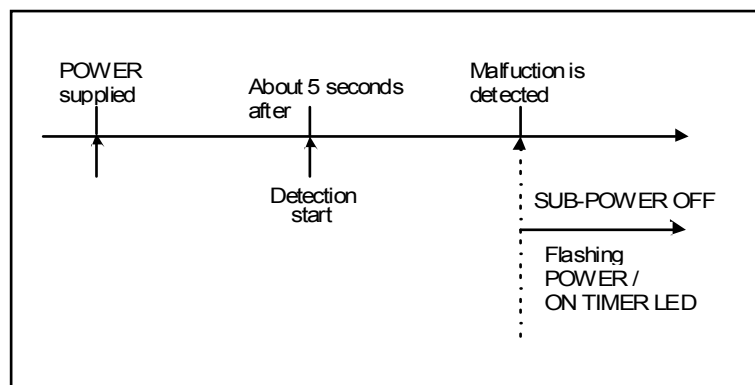 POWER
supplied
About 5 seconds
after
Malfuction is
detected
Detection
start
SUB-POWER OFF
Flashing
POWER /
ON TIMER LED